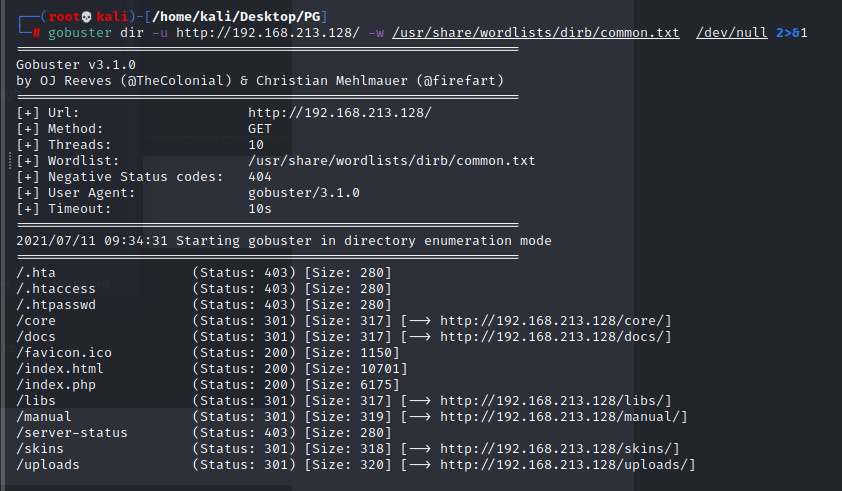 ┌──(root💀kali)-[/home/kali/Desktop/PG]
└─# gobuster dir -u http://192.168.213.128/ -w /usr/share/wordlists/dirb/common.txt  /dev/null 2>&1
===============================================================
Gobuster v3.1.0
by OJ Reeves (@TheColonial) & Christian Mehlmauer (@firefart)
===============================================================
[+] Url:                     http://192.168.213.128/
[+] Method:                  GET
[+] Threads:                 10
[+] Wordlist:                /usr/share/wordlists/dirb/common.txt
[+] Negative Status codes:   404
[+] User Agent:              gobuster/3.1.0
[+] Timeout:                 10s
===============================================================
2021/07/11 09:34:31 Starting gobuster in directory enumeration mode
===============================================================
/.hta                 (Status: 403) [Size: 280]
/.htaccess            (Status: 403) [Size: 280]
/.htpasswd            (Status: 403) [Size: 280]
/core                 (Status: 301) [Size: 317] [--> http://192.168.213.128/core/]
/docs                 (Status: 301) [Size: 317] [--> http://192.168.213.128/docs/]
/favicon.ico          (Status: 200) [Size: 1150]
/index.html           (Status: 200) [Size: 10701]
/index.php            (Status: 200) [Size: 6175]
/libs                 (Status: 301) [Size: 317] [--> http://192.168.213.128/libs/]
/manual               (Status: 301) [Size: 319] [--> http://192.168.213.128/manual/]
/server-status        (Status: 403) [Size: 280]
/skins                (Status: 301) [Size: 318] [--> http://192.168.213.128/skins/]
/uploads              (Status: 301) [Size: 320] [--> http://192.168.213.128/uploads/]